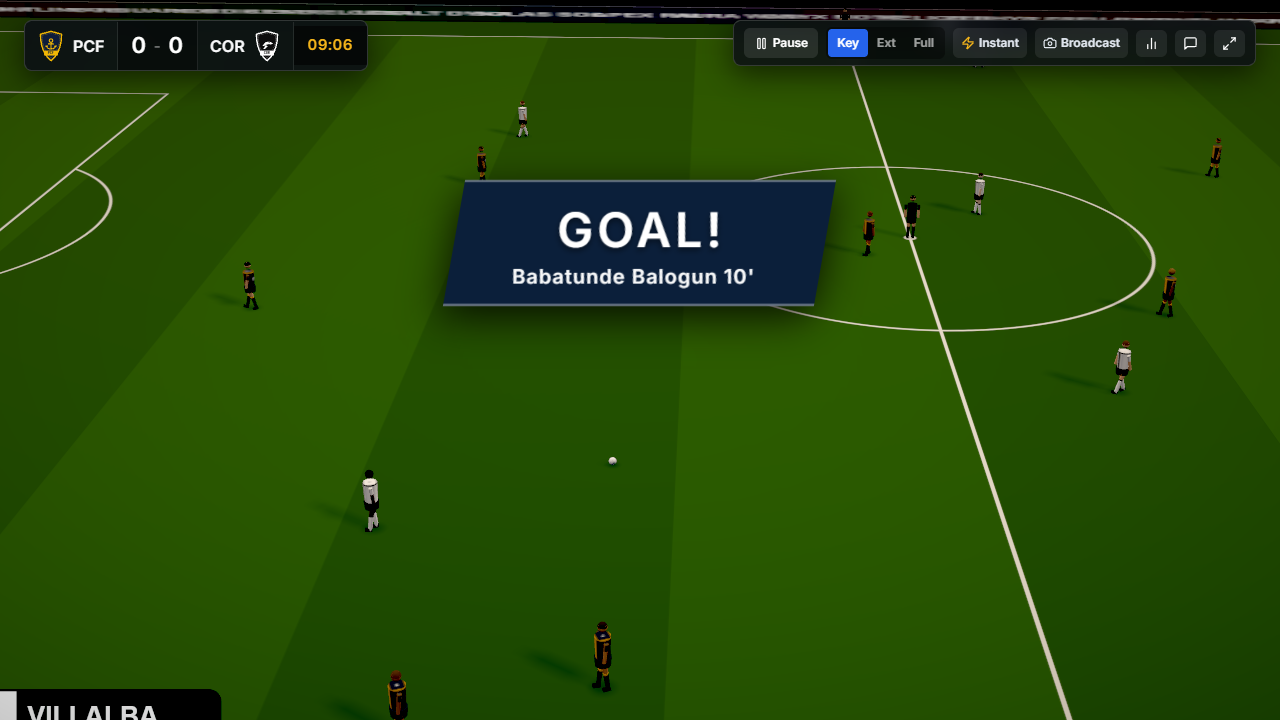 PCF
0 - 0
COR
09:06
Pause
Key
Ext
Full
Instant
Broadcast
GOAL!
Babatunde Balogun 10'
VILLALBA